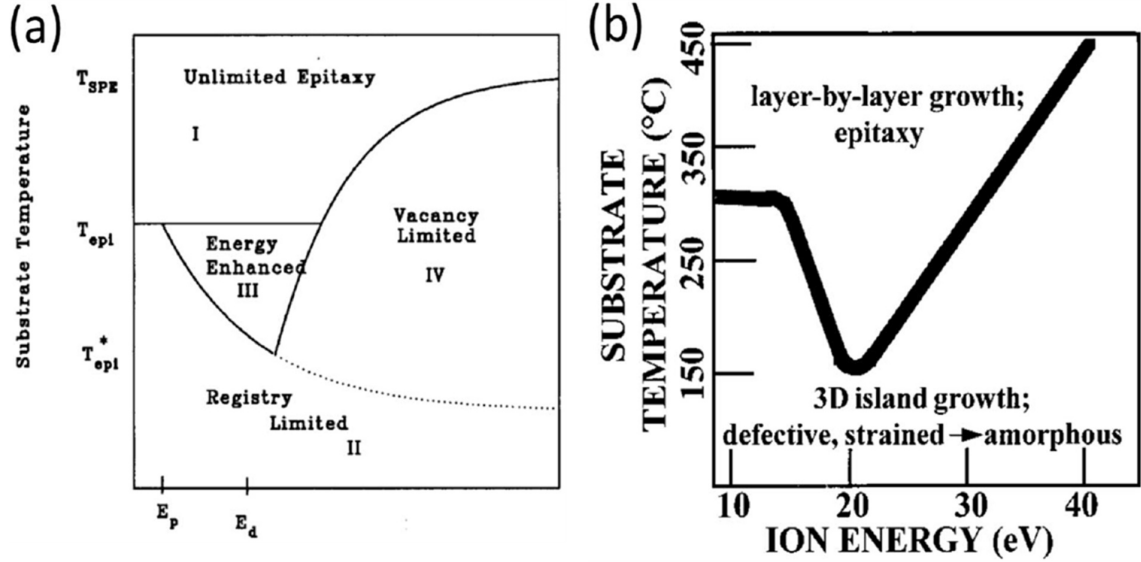 (a)
T_SPE
Unlimited Epitaxy
I
Substrate Temperature
T_epi
Energy
Enhanced
III
Vacancy
Limited
IV
T*_epi
Registry
Limited
II
E_p
E_d
(b)
SUBSTRATE
TEMPERATURE (°C)
450
350
250
150
layer-by-layer growth;
epitaxy
3D island growth;
defective, strained → amorphous
10 20 30 40
ION ENERGY (eV)